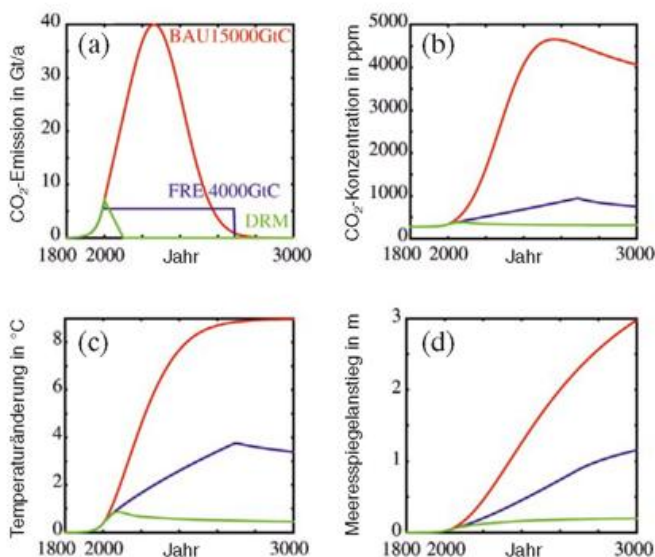 CO₂-Emission in Gt/a
40
30
20
10
0
(a)
BAU15000GtC
FRE 4000GtC
DRM
1800 2000 Jahr 3000
CO₂-Konzentration in ppm
5000
4000
3000
2000
1000
0
(b)
1800 2000 Jahr 3000
Temperaturänderung in °C
8
4
2
0
(c)
1800 2000 Jahr 3000
Meeresspiegelanstieg in m
3
2
1
0
(d)
1800 2000 Jahr 3000